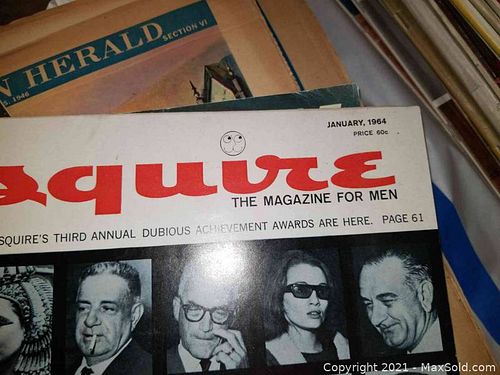 N HERALD
SECTION VI
1946
JANUARY, 1964
PRICE 60c
squire
THE MAGAZINE FOR MEN
SQUIRE'S THIRD ANNUAL DUBIOUS ACHIEVEMENT AWARDS ARE HERE. PAGE 61
Copyright 2021 - MaxSold.com